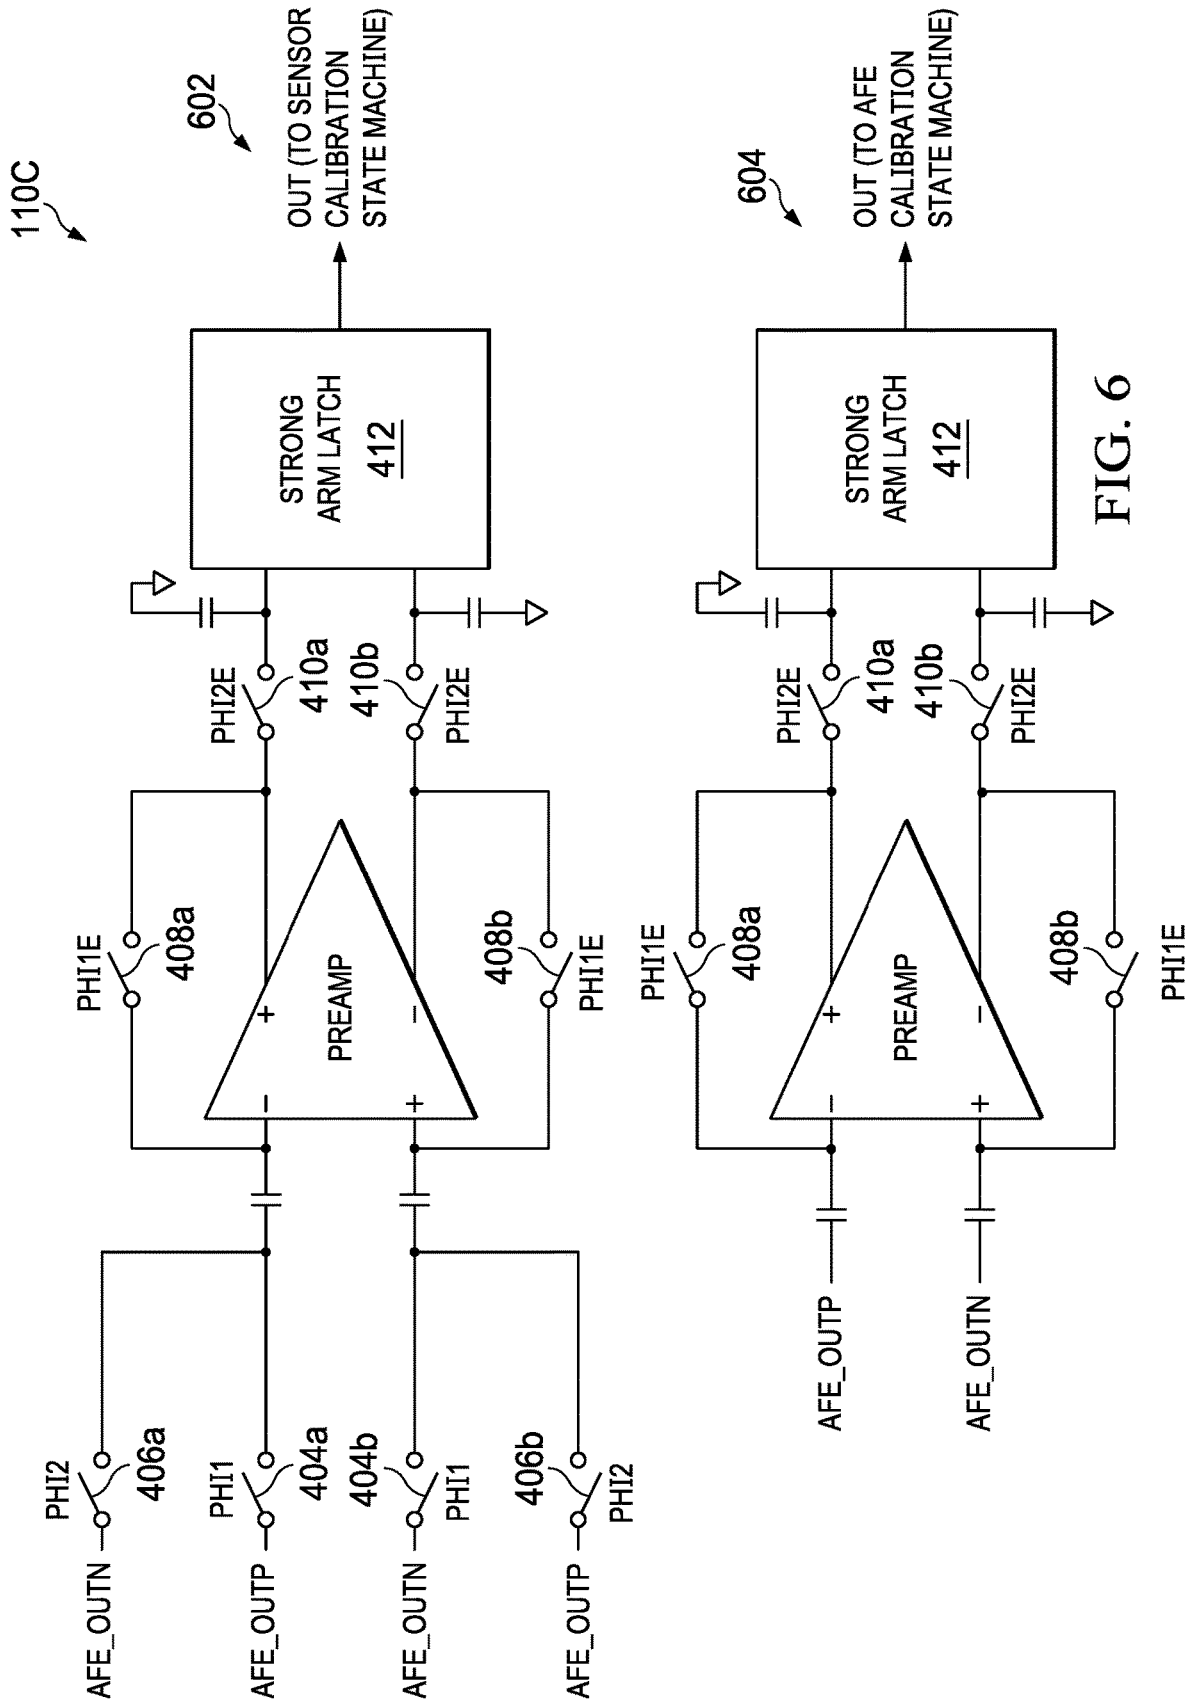 110C
602
OUT (TO SENSOR
CALIBRATION
STATE MACHINE)
STRONG
ARM LATCH
412
PHI2E
410a
410b
PHI2E
PHI1E
408a
PREAMP
+
-
-
+
408b
PHI1E
PHI2
406a
PHI1
404a
404b
PHI1
406b
PHI2
AFE_OUTN
AFE_OUTP
AFE_OUTN
AFE_OUTP
604
OUT (TO AFE
CALIBRATION
STATE MACHINE)
STRONG
ARM LATCH
412
PHI2E
410a
410b
PHI2E
PHI1E
408a
PREAMP
+
-
-
+
408b
PHI1E
AFE_OUTP
AFE_OUTN
FIG. 6